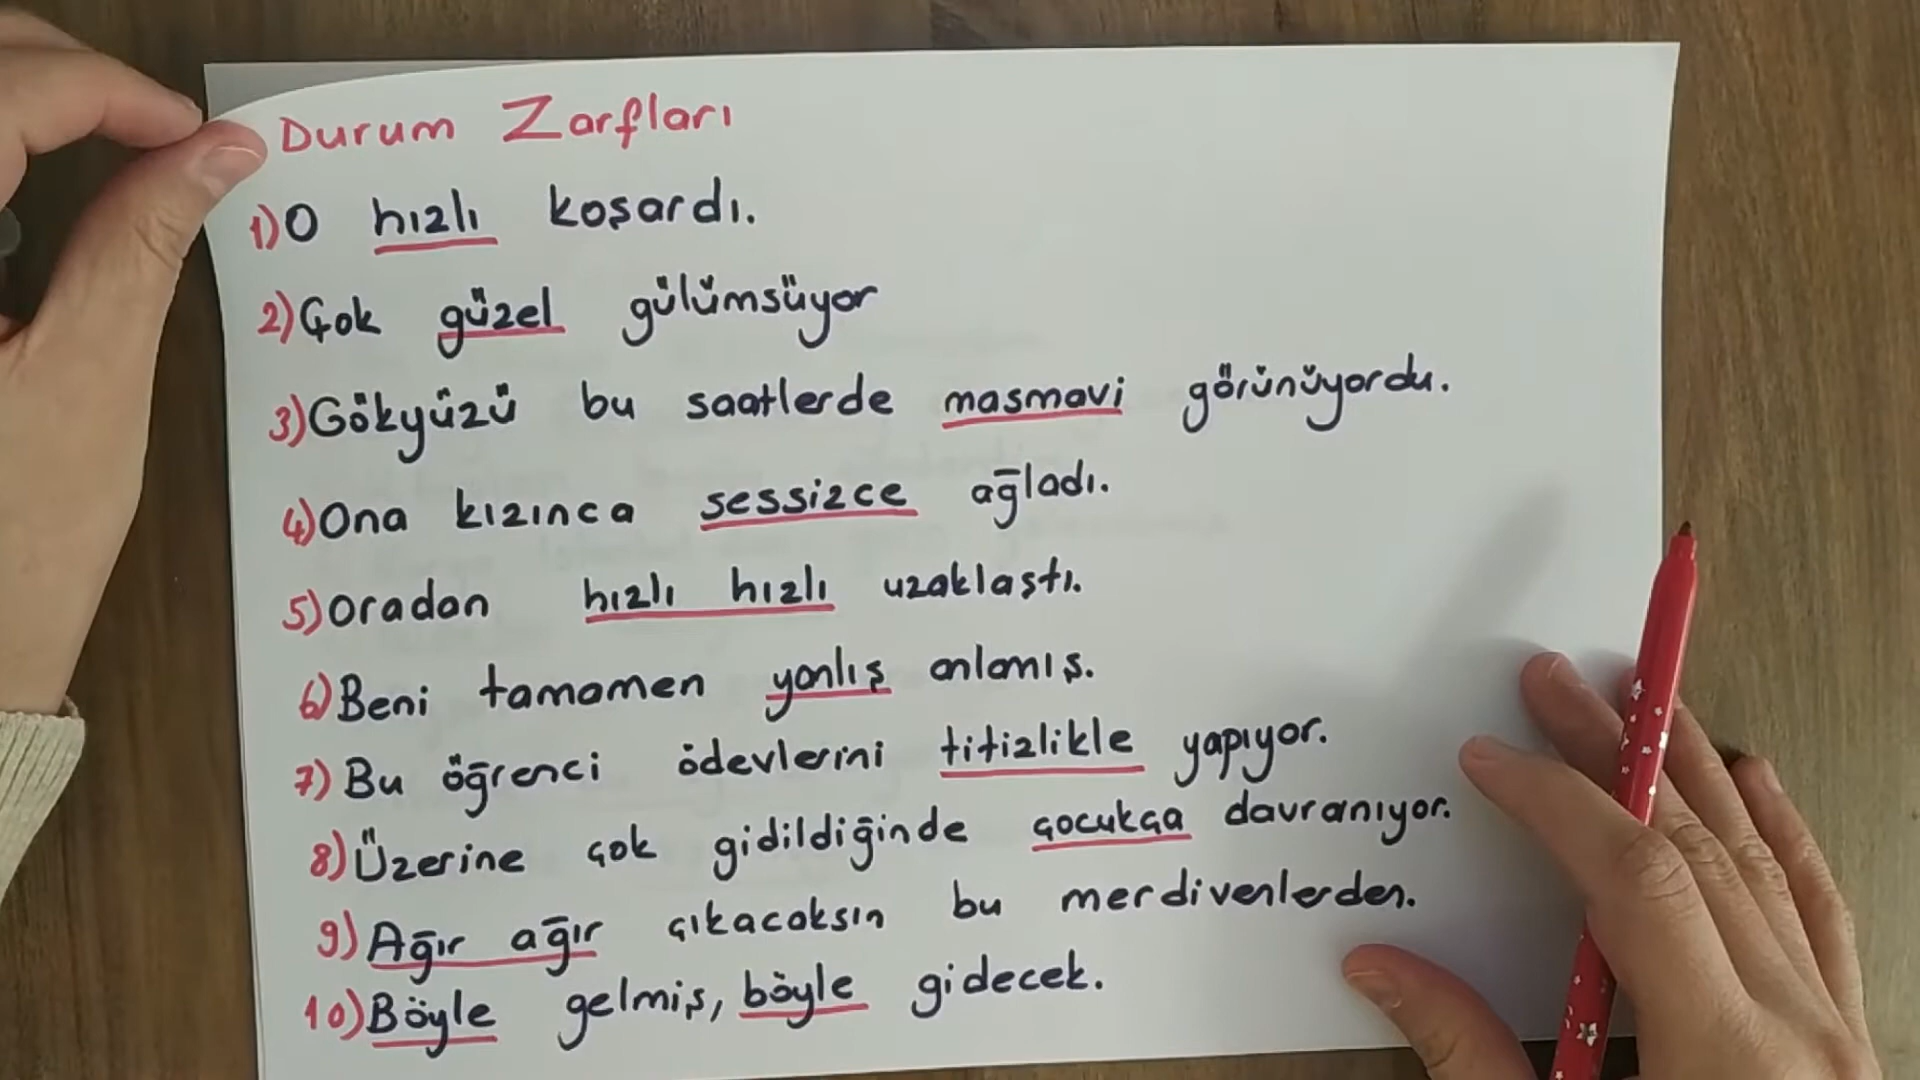 Durum Zarfları
1) O hızlı koşardı.
2) Çok güzel gülümsüyor
3) Gökyüzü bu saatlerde masmavi görünüyordu.
4) Ona kızınca sessizce ağladı.
5) Oradan hızlı hızlı uzaklaştı.
6) Beni tamamen yanlış anlamış.
7) Bu öğrenci ödevlerini titizlikle yapıyor.
8) Üzerine çok gidildiğinde çocukça davranıyor.
9) Ağır ağır çıkacaksın bu merdivenlerden.
10) Böyle gelmiş, böyle gidecek.